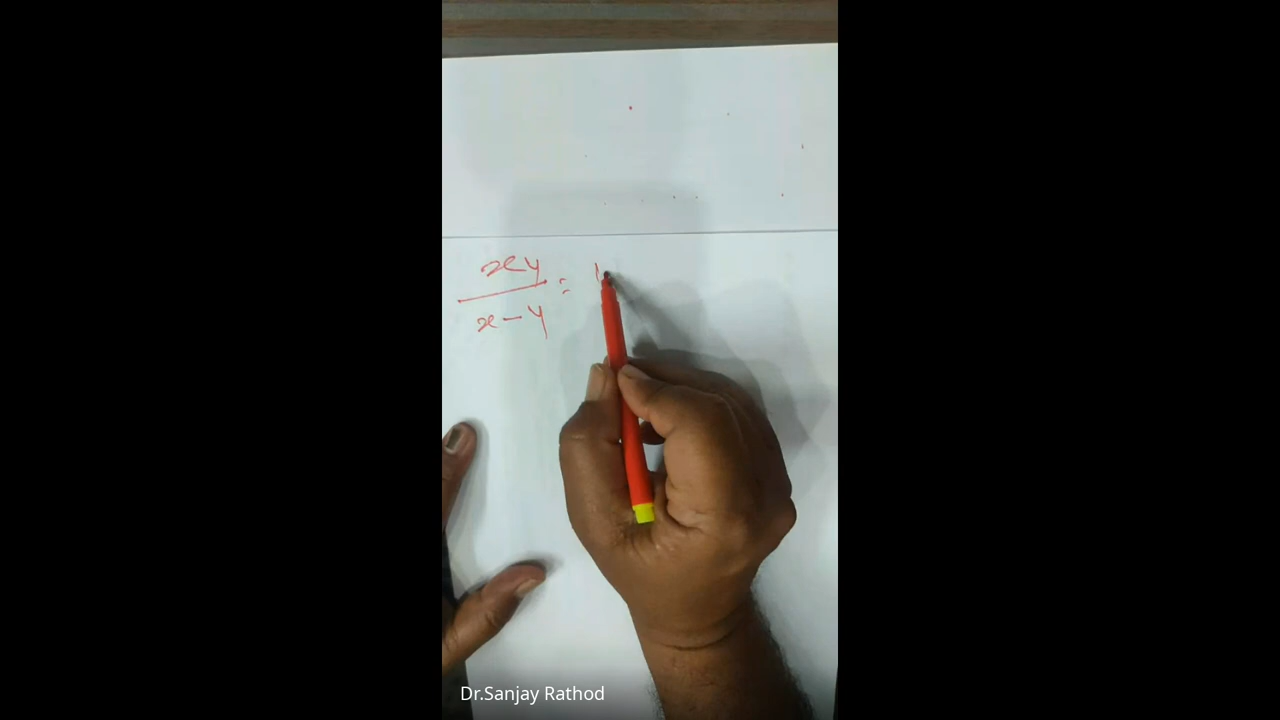 xy
x - y =
Dr.Sanjay Rathod